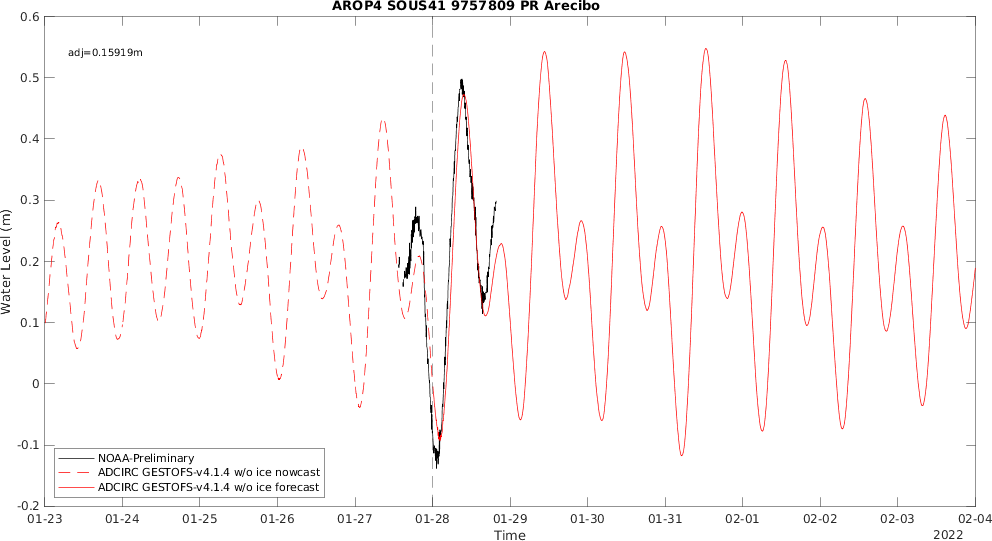 AROP4 SOUS41 9757809 PR Arecibo
0.6
adj=0.15919m
0.5
0.4
0.3
0.2
0.1
0
-0.1
-0.2
Water Level (m)
NOAA-Preliminary
ADCIRC GESTOFS-v4.1.4 w/o ice nowcast
ADCIRC GESTOFS-v4.1.4 w/o ice forecast
01-23 01-24 01-25 01-26 01-27 01-28 01-29 01-30 01-31 02-01 02-02 02-03 02-04
Time
2022